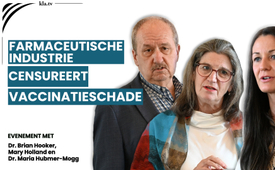 kla.tv
FARMACEUTISCHE
INDUSTRIE
CENSUREERT
VACCINATIESCHADE
EVENEMENT MET
Dr. Brian Hooker,
Mary Holland en
Dr. Maria Hubmer-Mogg